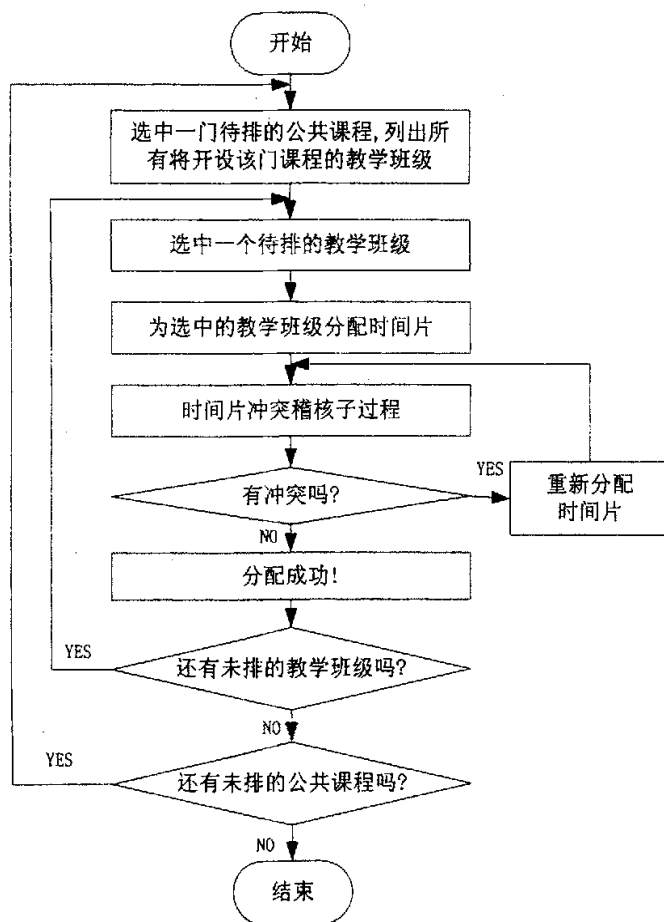 开始
选中一门待排的公共课程,列出所
有将开设该门课程的教学班级
选中一个待排的教学班级
为选中的教学班级分配时间片
时间片冲突稽核子过程
有冲突吗?
YES
重新分配
时间片
NO
分配成功!
还有未排的教学班级吗?
YES
NO
还有未排的公共课程吗?
YES
NO
结束